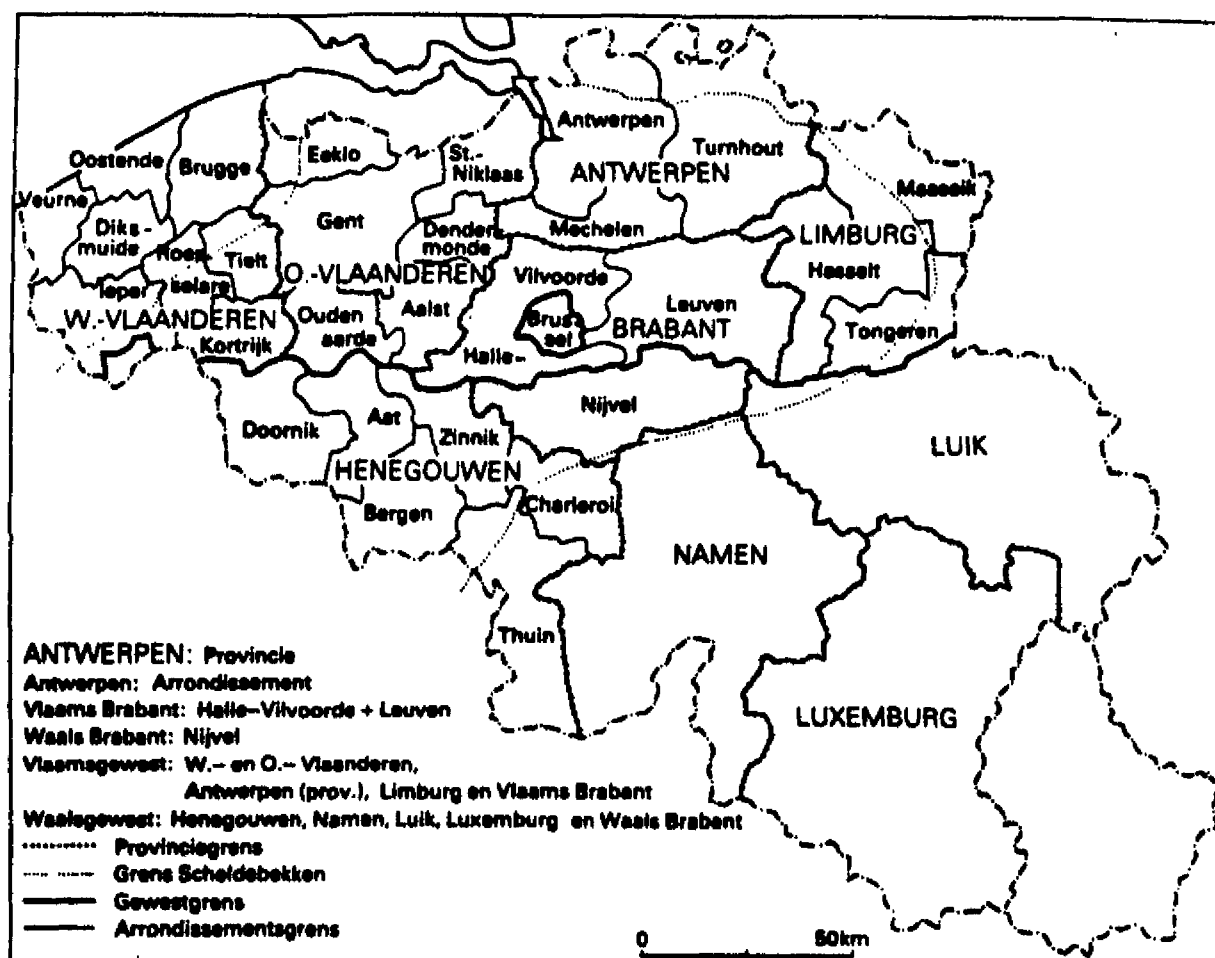 Antwerpen
Turnhout
Oostende
Brugge
Eeklo
St.-
Niklaas
ANTWERPEN
Maaseik
Veurne
Diks-
muide
Gent
Dender
monde
Mechelen
LIMBURG
Roes
selare
Tielt
O.-VLAANDEREN
Vilvoorde
Hasselt
Ieper
W.-VLAANDEREN
Ouden
aarde
Aalst
Brus-
sel
Leuven
BRABANT
Tongeren
Kortrijk
Halle-
Doornik
Aat
Zinnik
Nijvel
LUIK
HENEGOUWEN
Bergen
Charleroi
NAMEN
Thuin
LUXEMBURG
ANTWERPEN: Provincie
Antwerpen: Arrondissement
Vlaams Brabant: Halle-Vilvoorde + Leuven
Waals Brabant: Nijvel
Vlaamsgewest: W.- en O.- Vlaanderen,
Antwerpen (prov.), Limburg en Vlaams Brabant
Waalsgewest: Henegouwen, Namen, Luik, Luxemburg en Waals Brabant
Provinciegrens
Grens Scheldebekken
Gewestgrens
Arrondissementsgrens
0 50km